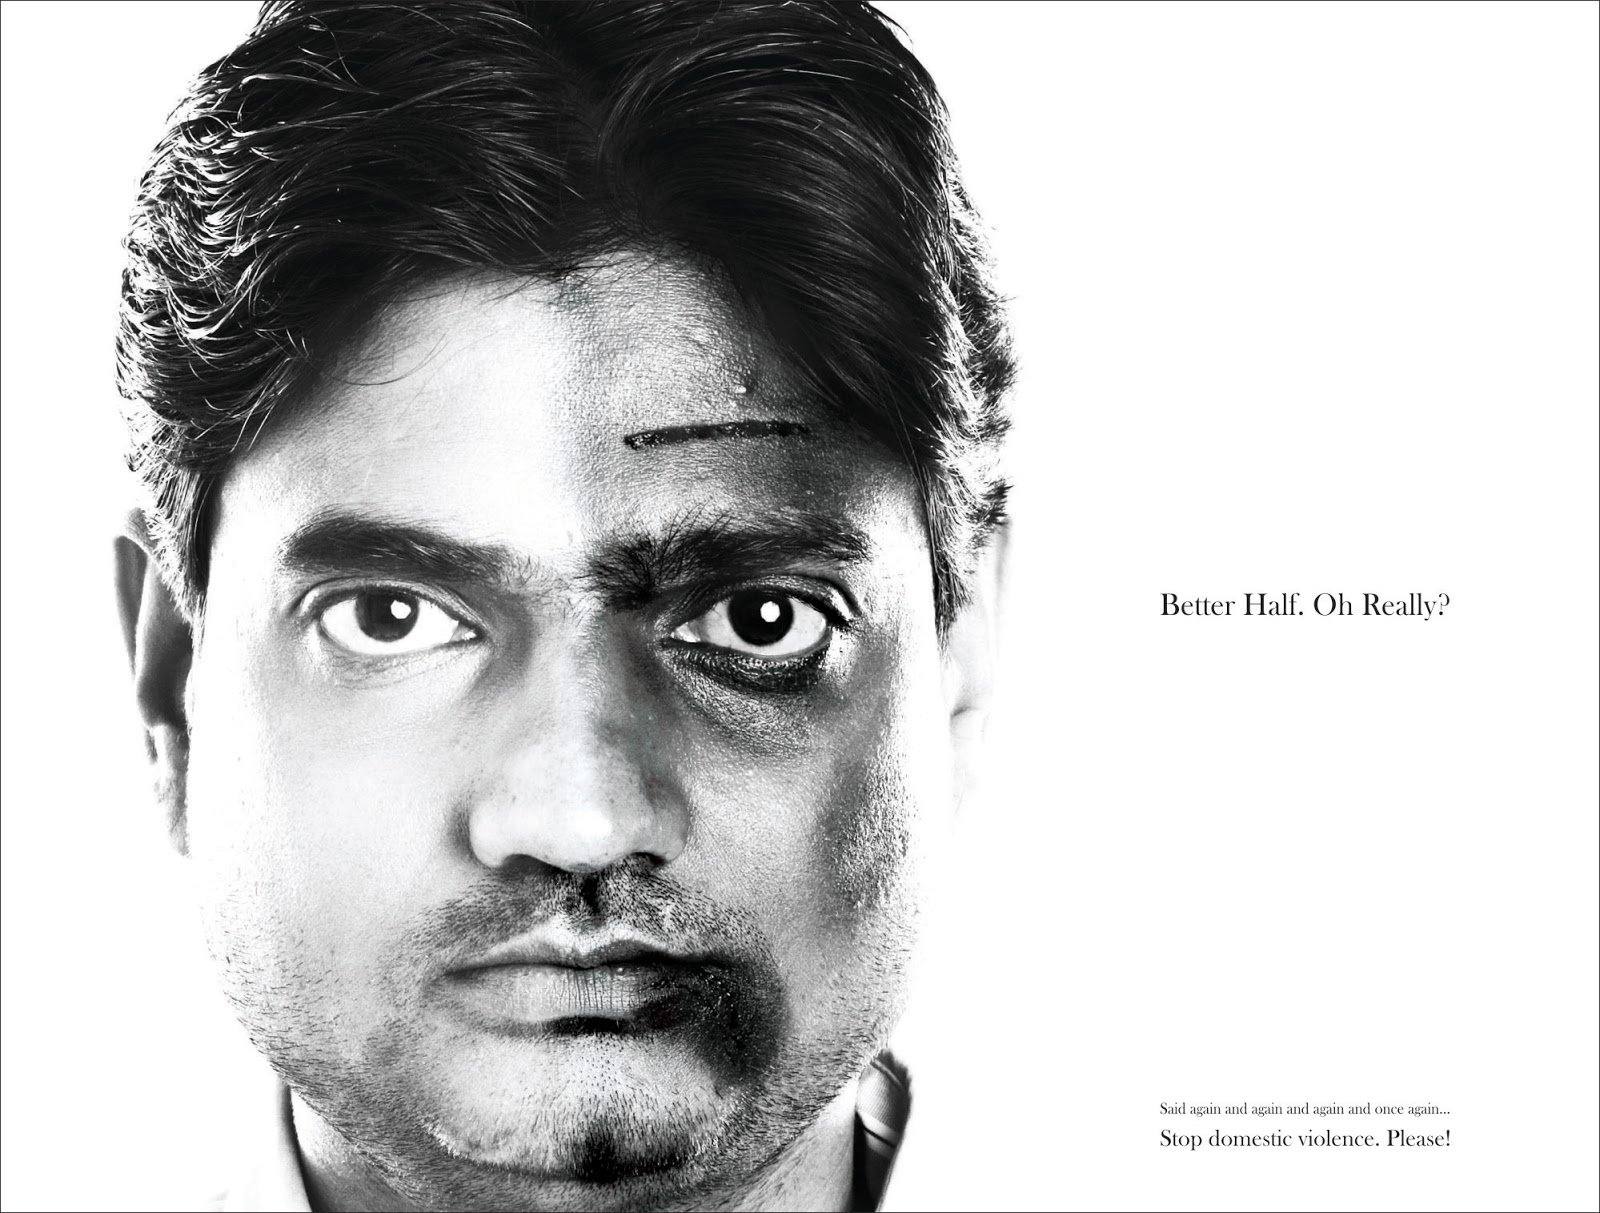 Better Half. Oh Really?
Said again and again and again and once again...
Stop domestic violence. Please!